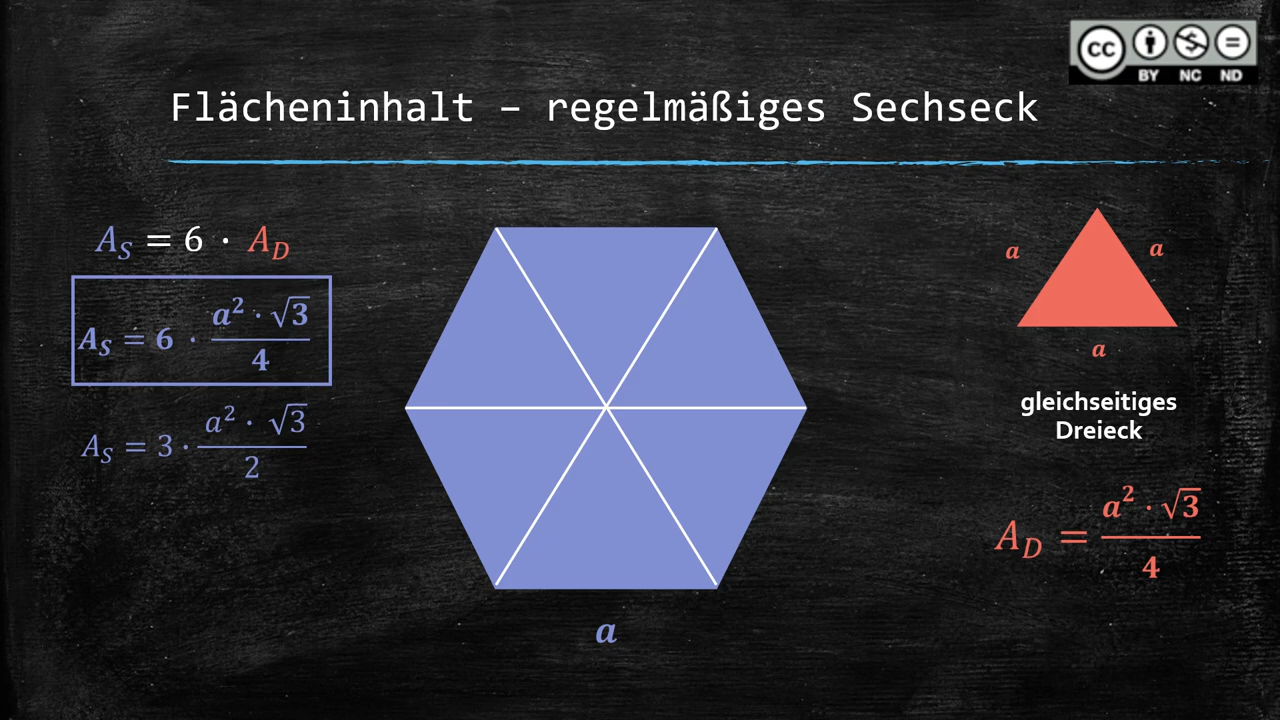 cc BY NC ND
Flächeninhalt – regelmäßiges Sechseck
A_S = 6 · A_D
A_S = 6 · (a² · √3)/4
A_S = 3 · (a² · √3)/2
a
a a
a
gleichseitiges
Dreieck
A_D = (a² · √3)/4